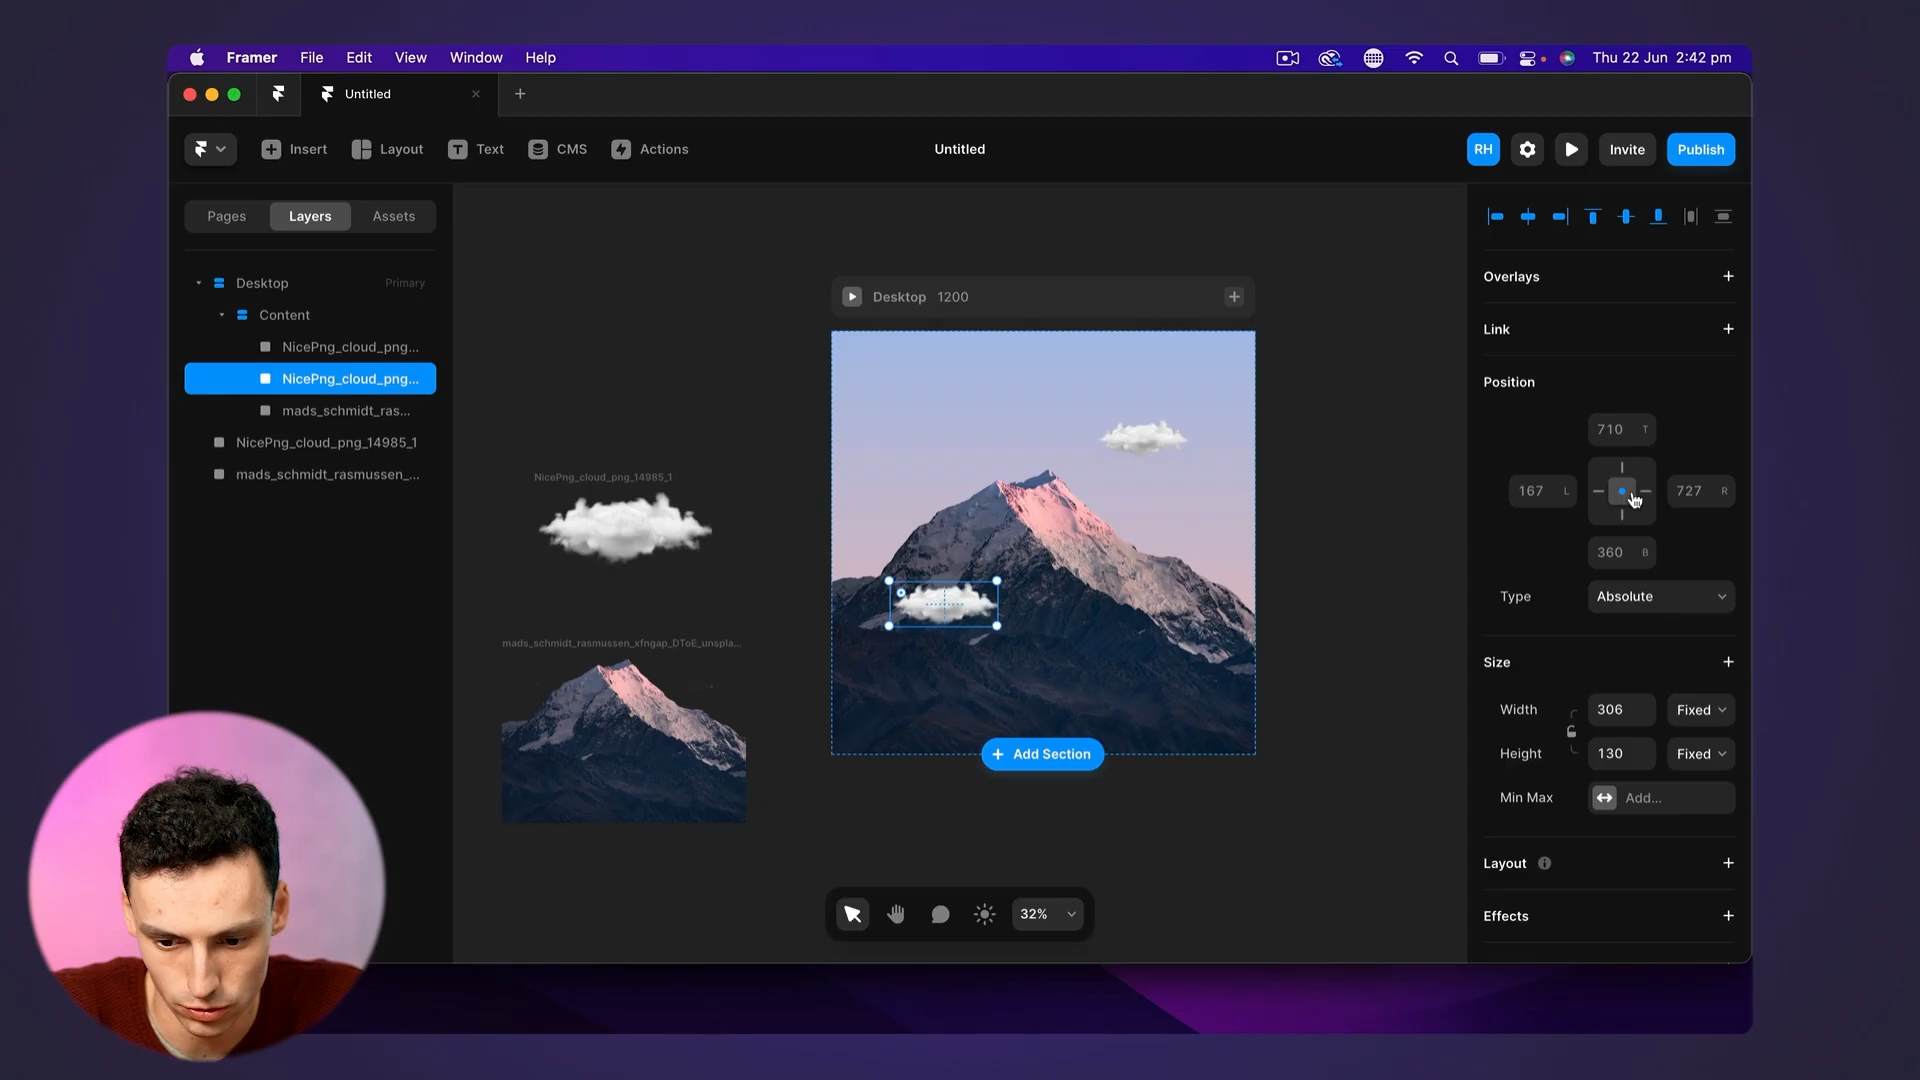 Framer File Edit View Window Help Thu 22 Jun 2:42 pm
Untitled
Insert Layout Text CMS Actions Untitled RH Invite Publish
Pages Layers Assets
Desktop Primary
Content
NicePng_cloud_png...
NicePng_cloud_png...
mads_schmidt_ras...
NicePng_cloud_png_14985_1
mads_schmidt_rasmussen_...
NicePng_cloud_png_14985_1
mads_schmidt_rasmussen_xfngap_DToE_unspla...
Desktop 1200
+ Add Section
32%
Overlays
Link
Position
710 T
167 L
727 R
360 B
Type Absolute
Size
Width 306 Fixed
Height 130 Fixed
Min Max Add...
Layout
Effects